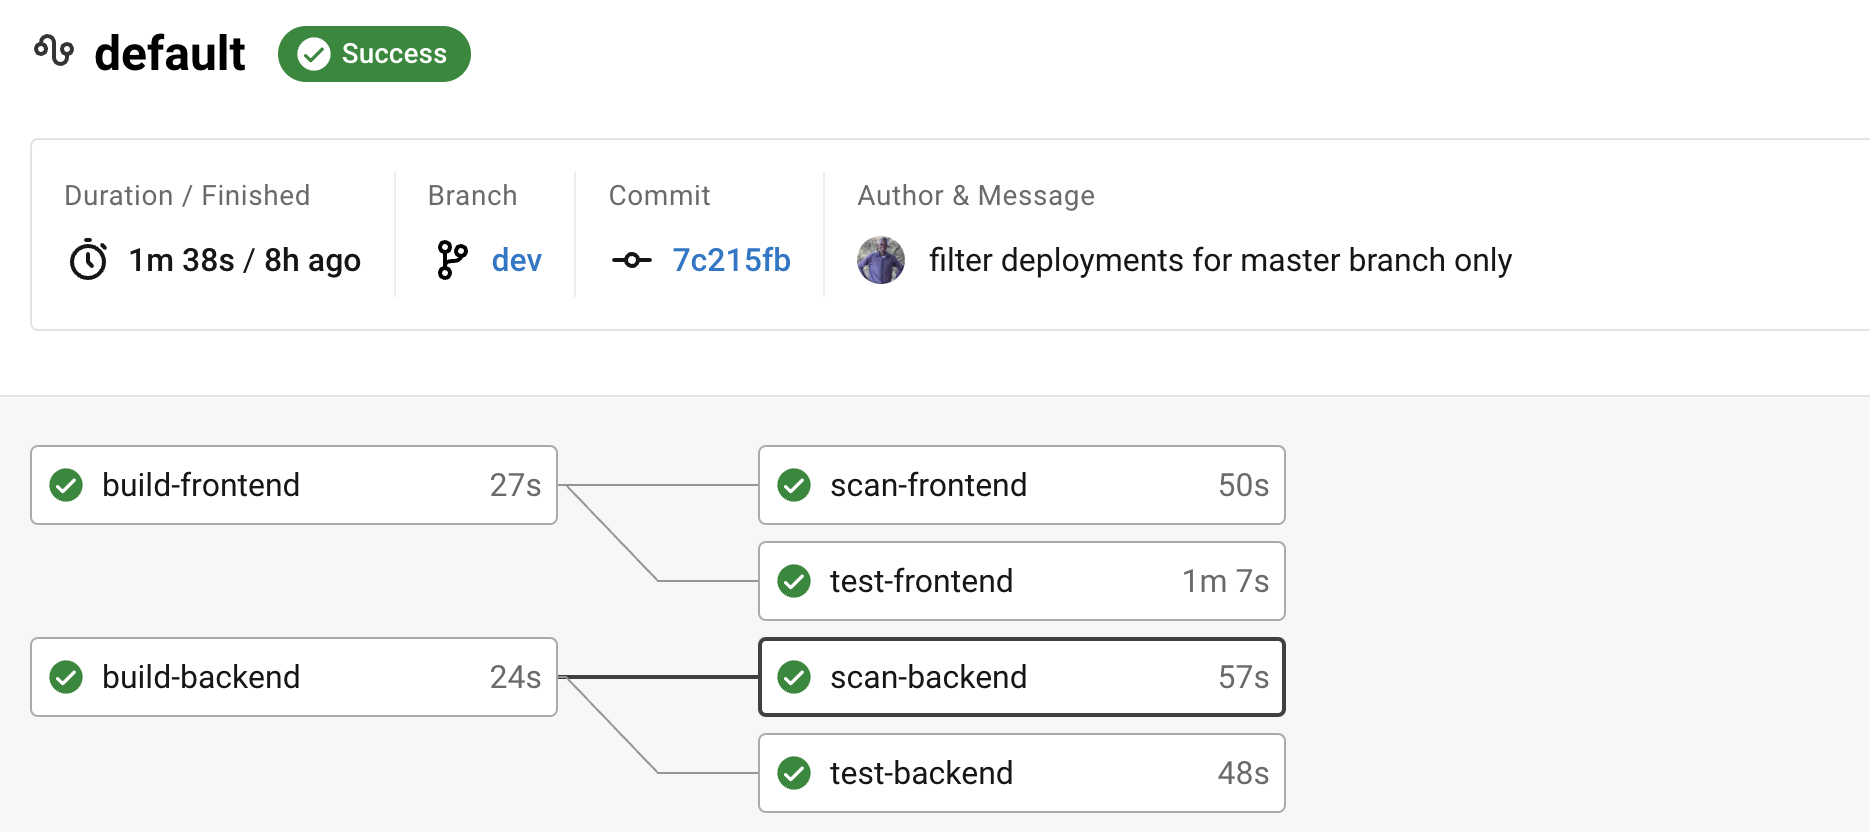 default
Success
Duration / Finished
Branch
Commit
Author & Message
1m 38s / 8h ago
dev
7c215fb
filter deployments for master branch only
build-frontend 27s
scan-frontend 50s
test-frontend 1m 7s
build-backend 24s
scan-backend 57s
test-backend 48s